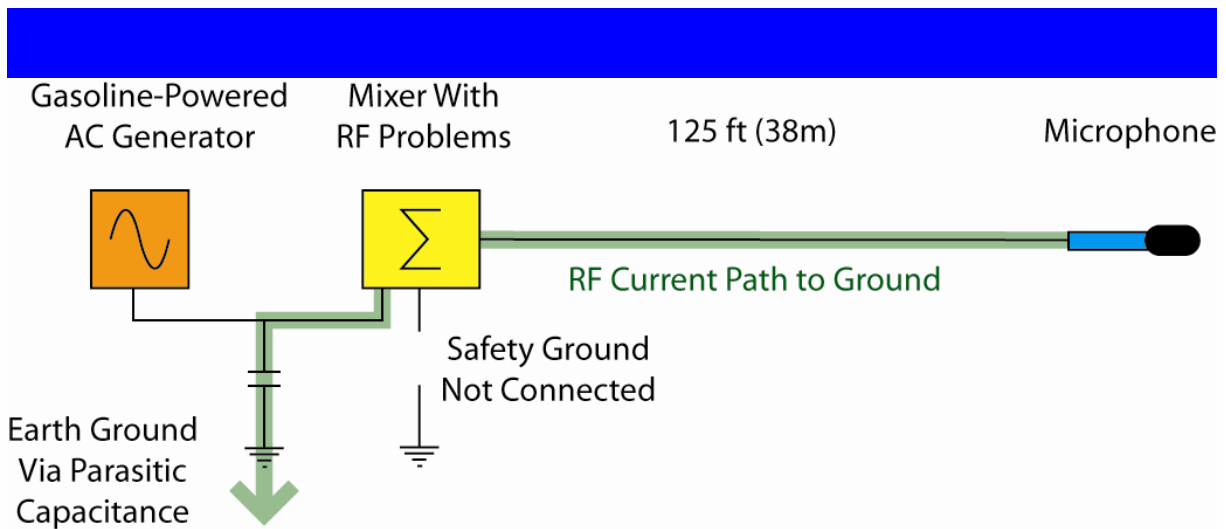 Gasoline-Powered
AC Generator
Mixer With
RF Problems
125 ft (38m)
Microphone
Σ
RF Current Path to Ground
Safety Ground
Not Connected
Earth Ground
Via Parasitic
Capacitance